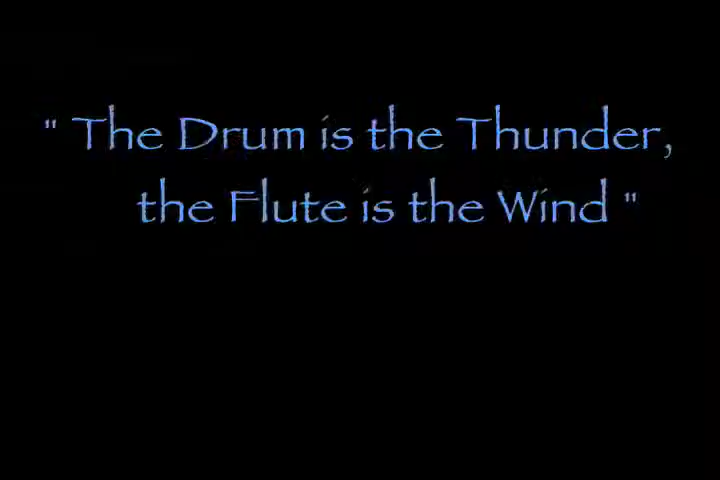 " The Drum is the Thunder,
the Flute is the Wind "